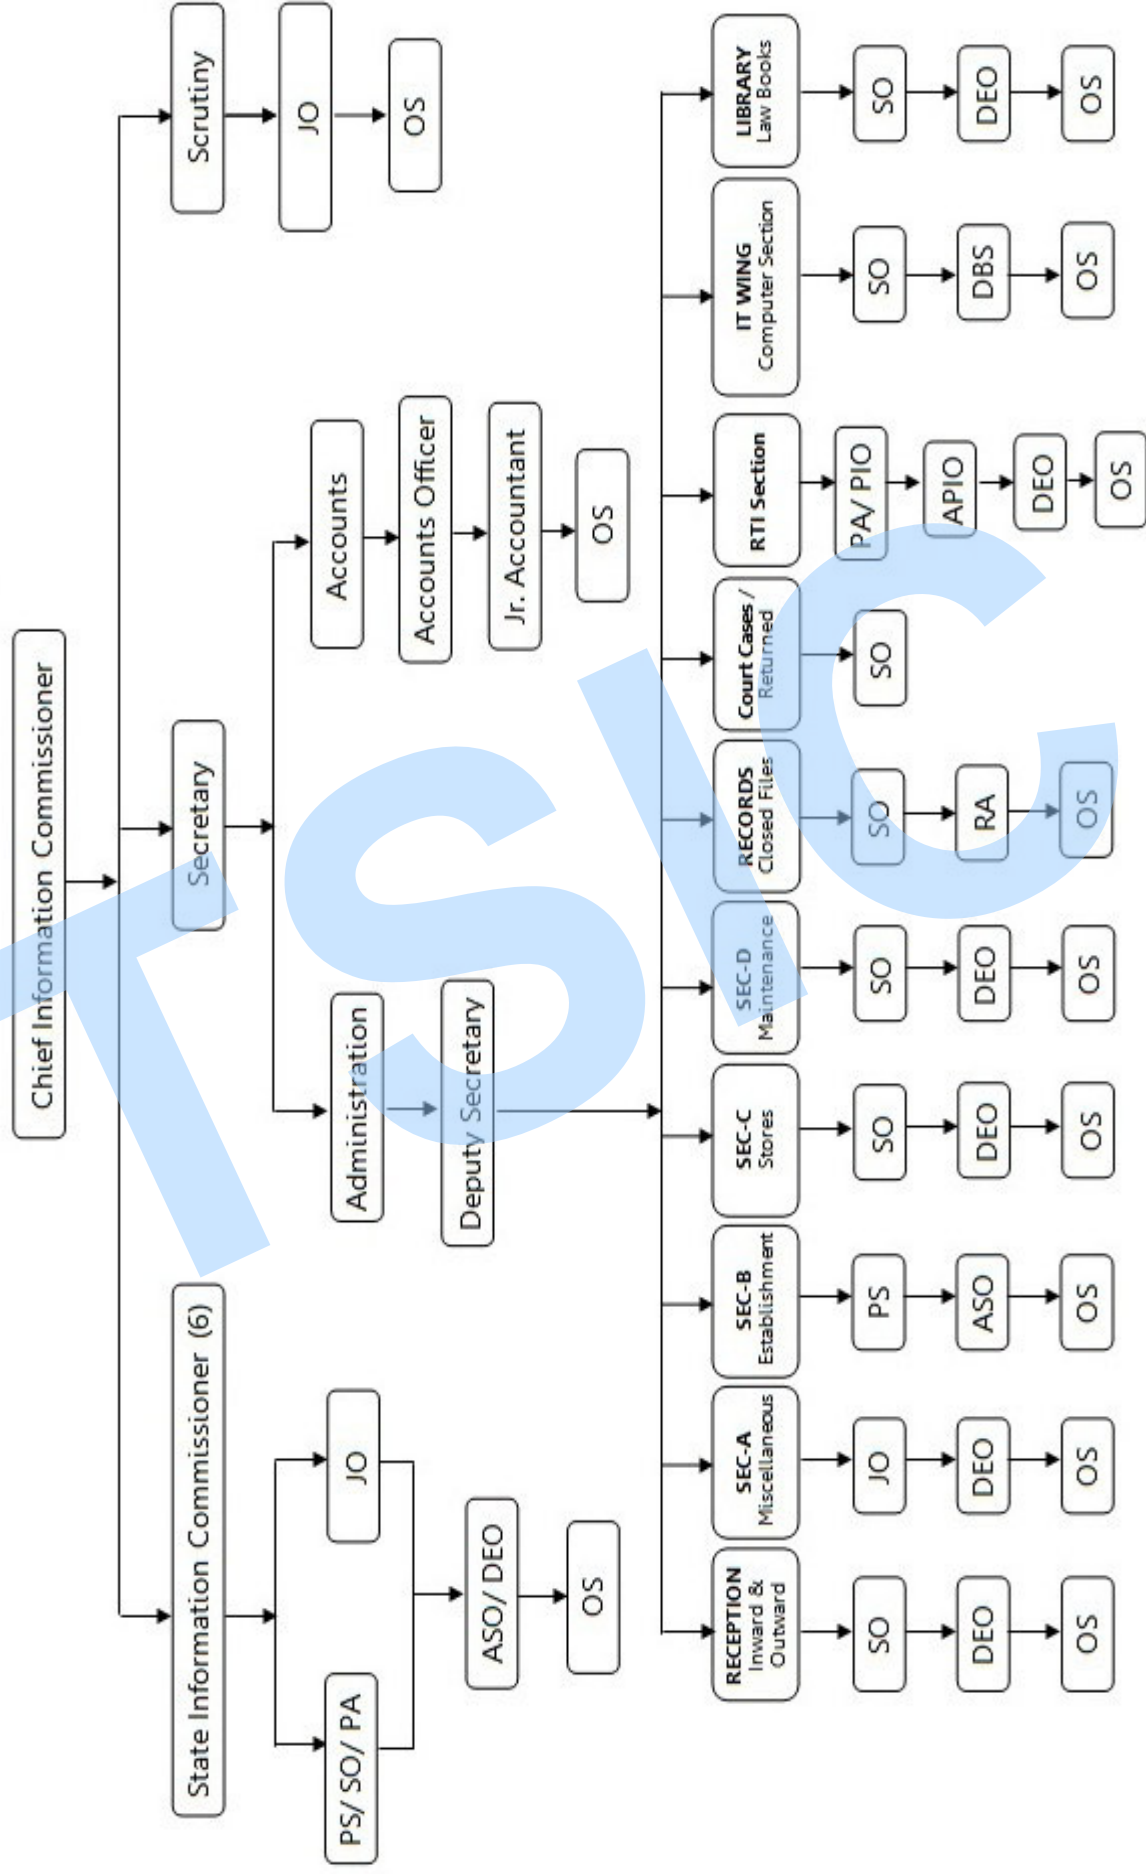 Chief Information Commissioner
State Information Commissioner (6)
Secretary
Scrutiny
PS/ SO/ PA
JO
ASO/ DEO
OS
Administration
Deputy Secretary
Accounts
Accounts Officer
Jr. Accountant
OS
JO
OS
RECEPTION
Inward &
Outward
SO
DEO
OS
SEC-A
Miscellaneous
JO
DEO
OS
SEC-B
Establishment
PS
ASO
OS
SEC-C
Stores
SO
DEO
OS
SEC-D
Maintenance
SO
DEO
OS
RECORDS
Closed Files
SO
RA
OS
Court Cases /
Returned
SO
RTI Section
PA/ PIO
APIO
DEO
OS
IT WING
Computer Section
SO
DBS
OS
LIBRARY
Law Books
SO
DEO
OS
TSIC